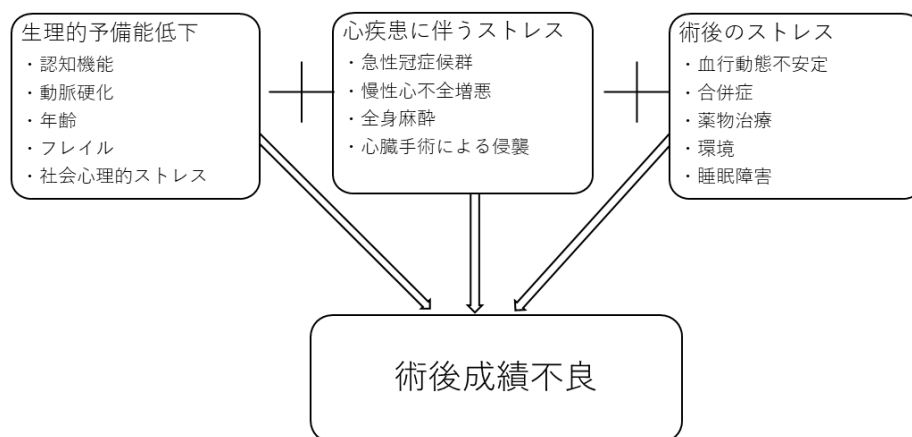 生理的予備能低下
・認知機能
・動脈硬化
・年齢
・フレイル
・社会心理的ストレス
心疾患に伴うストレス
・急性冠症候群
・慢性心不全増悪
・全身麻酔
・心臓手術による侵襲
術後のストレス
・血行動態不安定
・合併症
・薬物治療
・環境
・睡眠障害
術後成績不良